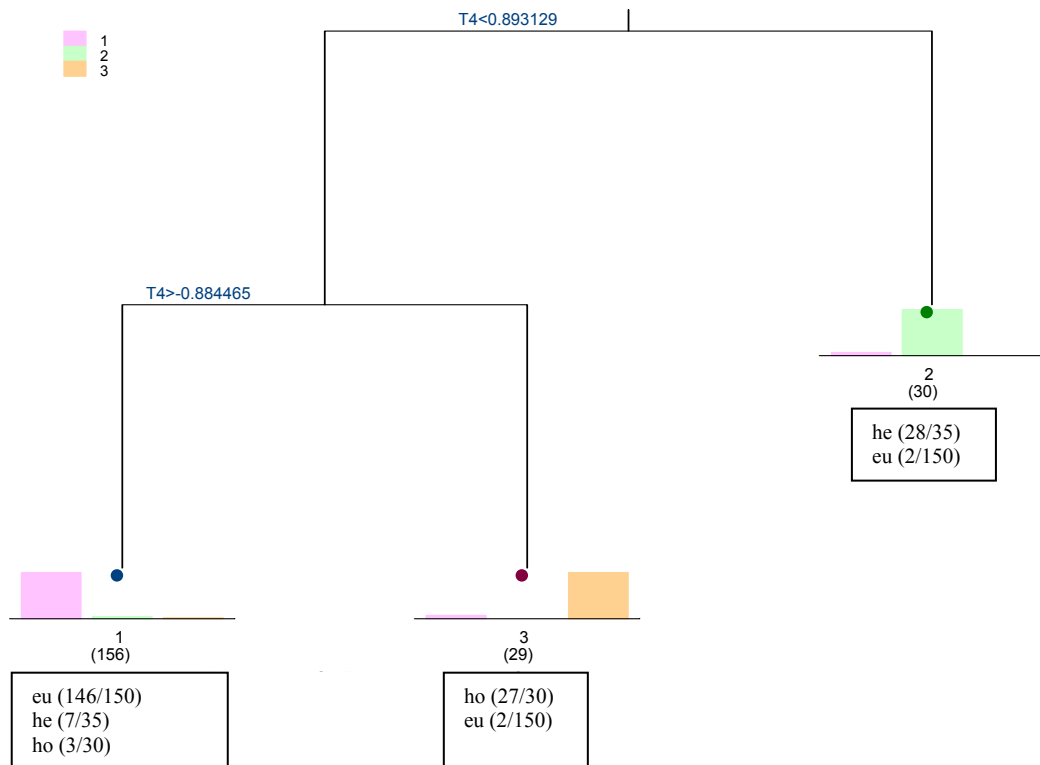 T4<0.893129
1
2
3
T4>-0.884465
2
(30)
he (28/35)
eu (2/150)
1
(156)
eu (146/150)
he (7/35)
ho (3/30)
3
(29)
ho (27/30)
eu (2/150)